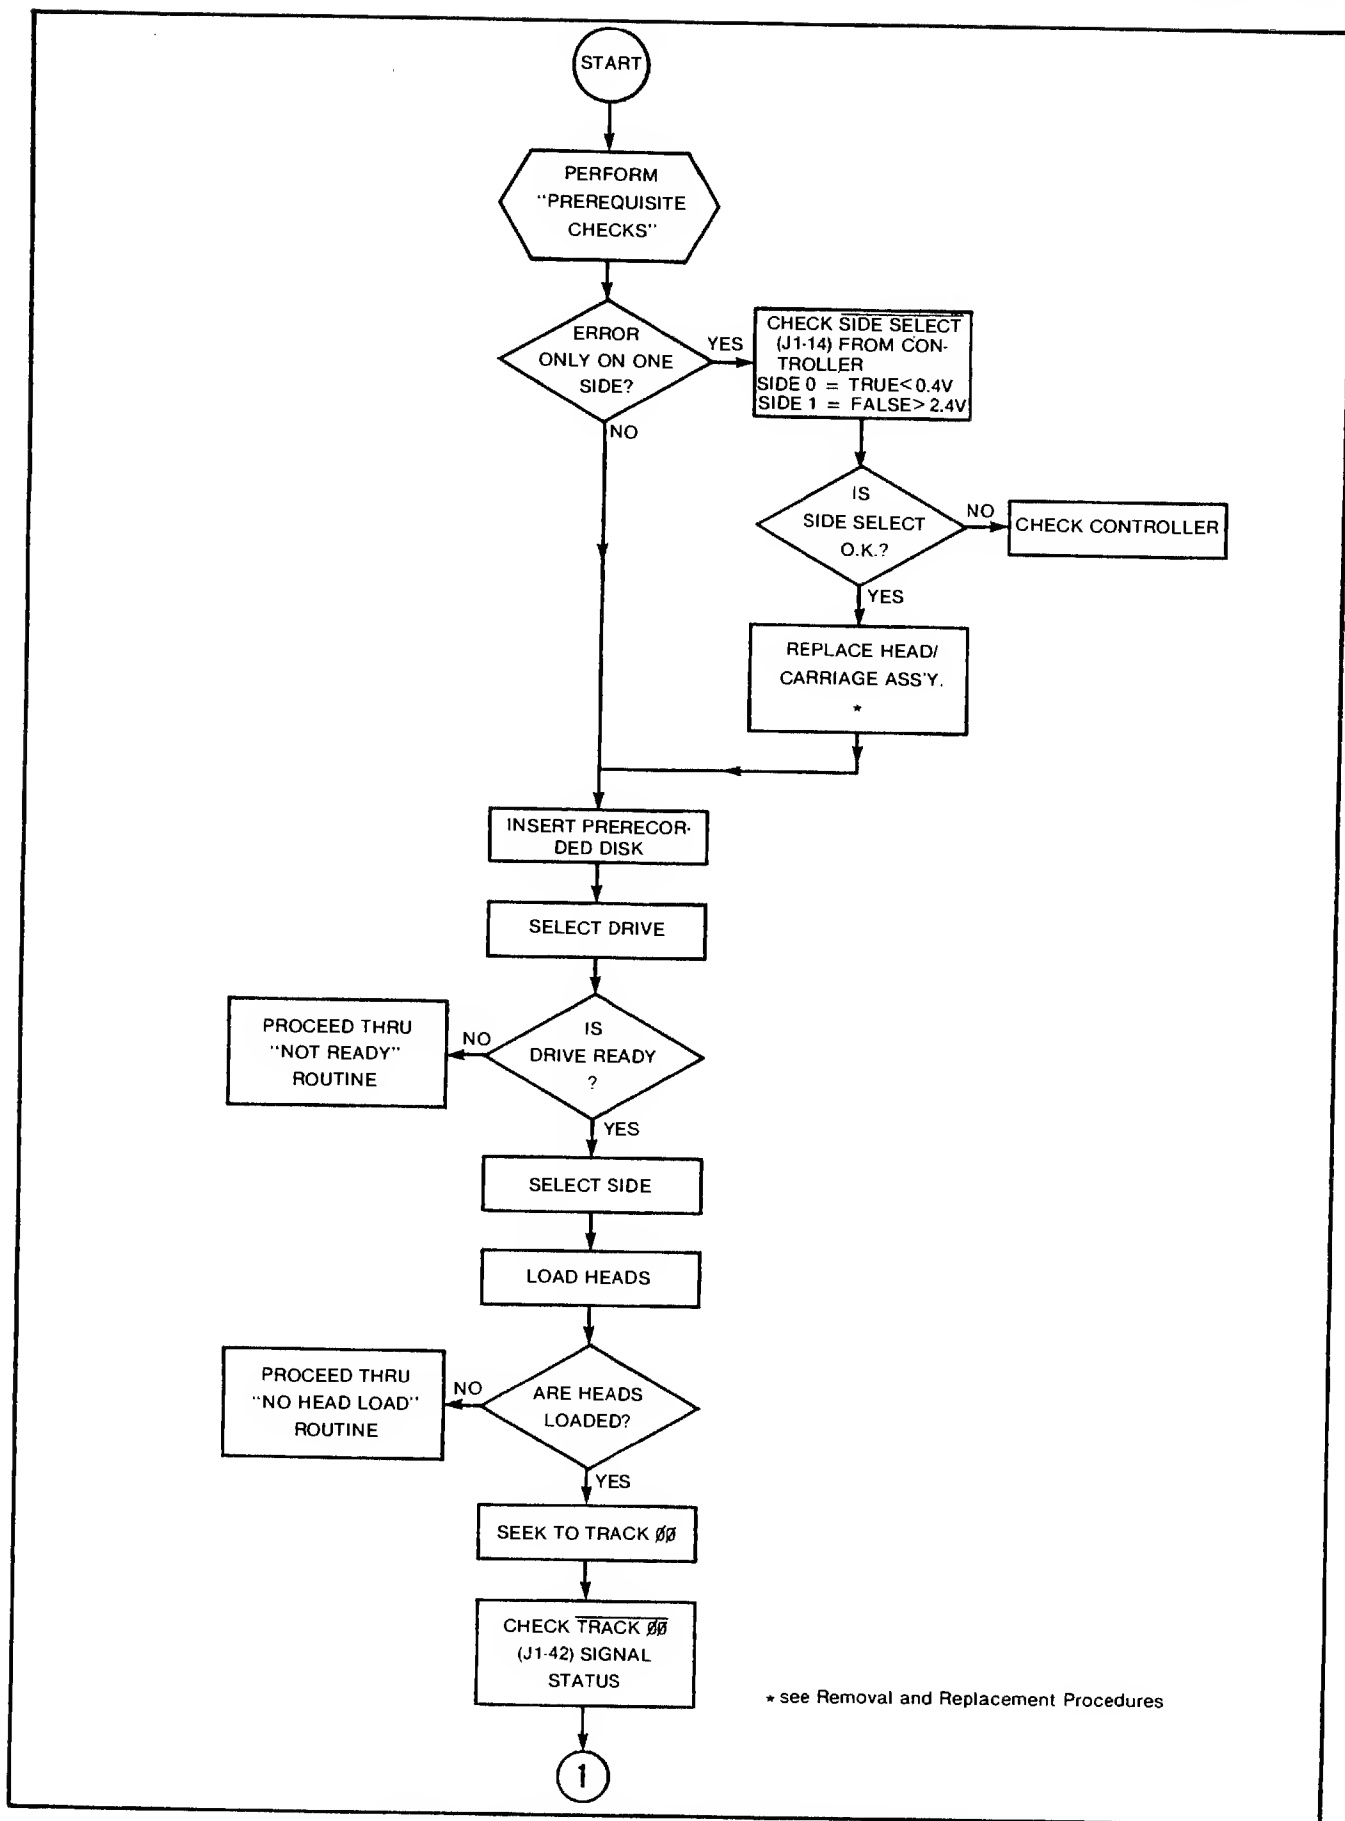 START
PERFORM
"PREREQUISITE
CHECKS"
ERROR
ONLY ON ONE
SIDE?
YES
CHECK SIDE SELECT
(J1-14) FROM CON-
TROLLER
SIDE 0 = TRUE<0.4V
SIDE 1 = FALSE>2.4V
NO
IS
SIDE SELECT
O.K.?
NO
CHECK CONTROLLER
YES
REPLACE HEAD/
CARRIAGE ASS'Y.
*
INSERT PRERECOR-
DED DISK
SELECT DRIVE
IS
DRIVE READY
?
NO
PROCEED THRU
"NOT READY"
ROUTINE
YES
SELECT SIDE
LOAD HEADS
ARE HEADS
LOADED?
NO
PROCEED THRU
"NO HEAD LOAD"
ROUTINE
YES
SEEK TO TRACK ØØ
CHECK TRACK ØØ
(J1-42) SIGNAL
STATUS
* see Removal and Replacement Procedures
1